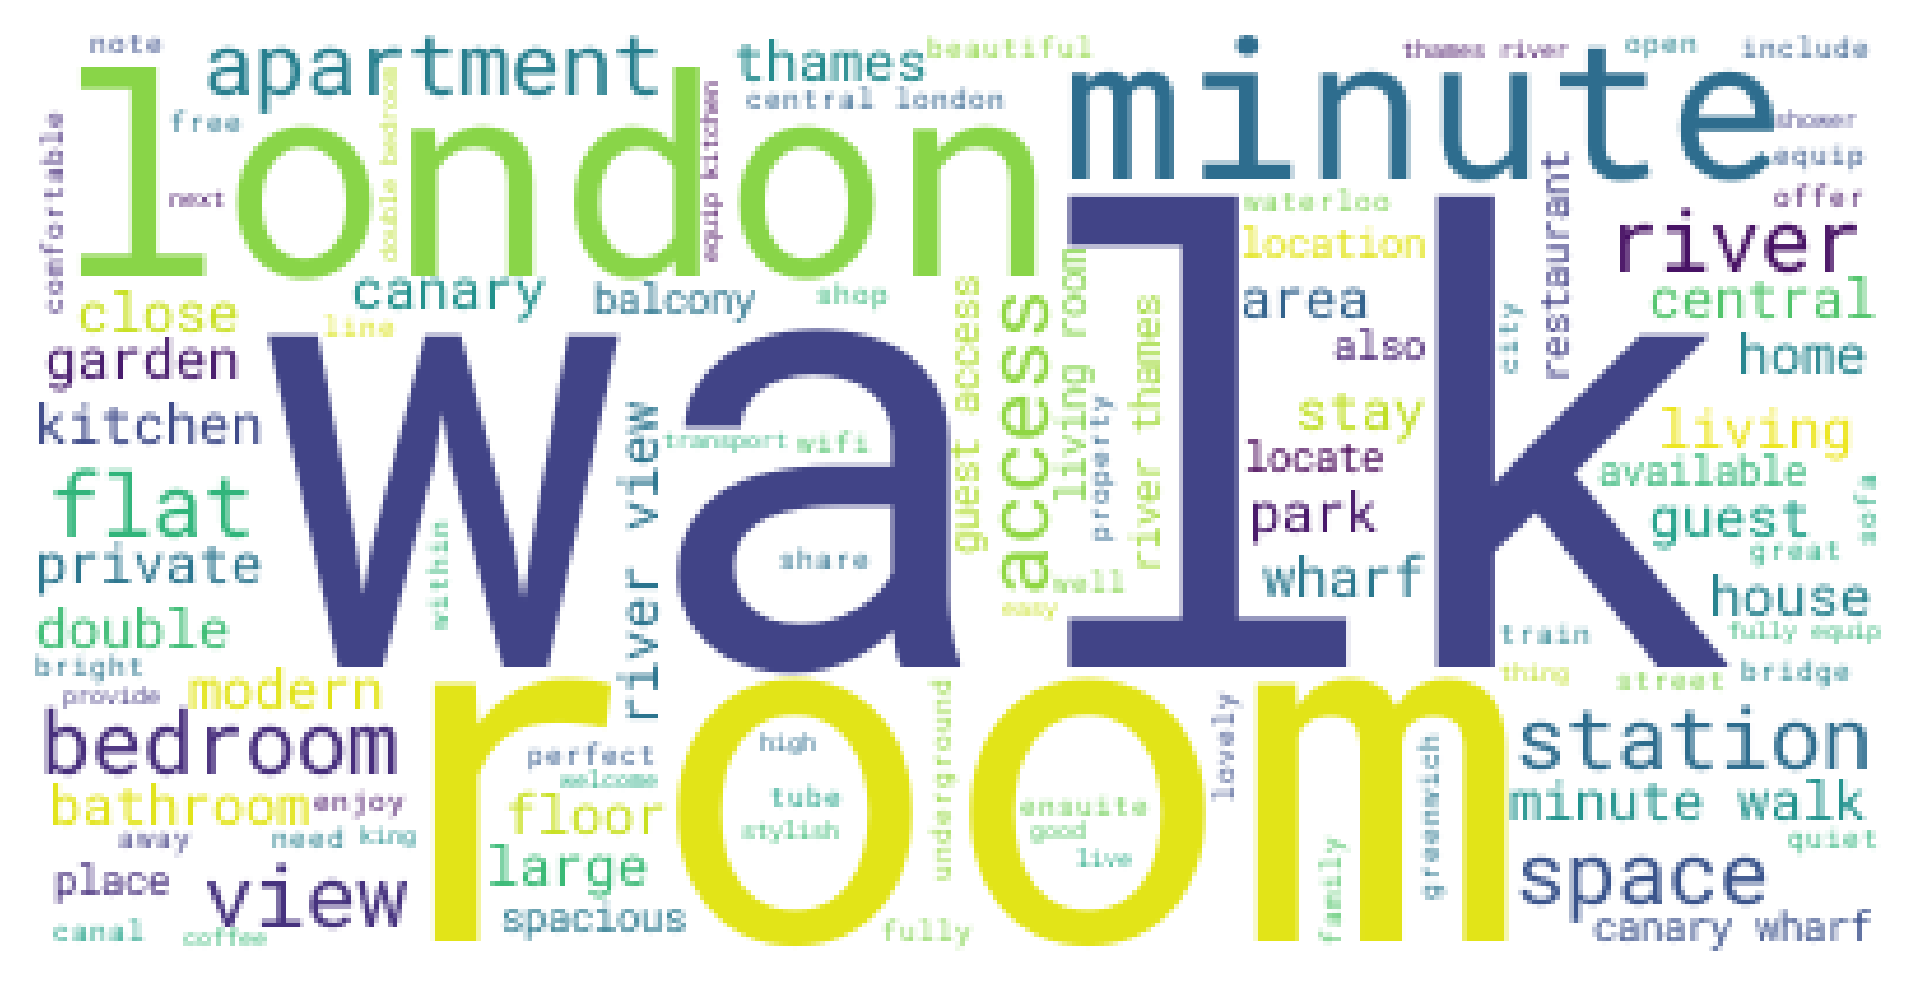 note
apartment
thames
beautiful
thames river
open
include
london
minute
central london
free
double bedroom
equip kitchen
comfortable
next
shower
equip
offer
waterloo
restaurant
location
river
canary
balcony
shop
area
central
close
line
garden
also
city
home
walk
guest access
access
living room
river thames
property
kitchen
river view
transport
wifi
stay
living
locate
available
flat
park
guest
sofa
great
private
within
share
well
easy
wharf
house
double
train
fully equip
bright
provide
modern
thing
street
bridge
room
bedroom
perfect
welcome
high
underground
lovely
greenwich
station
bathroom
enjoy
floor
tube
stylish
ensuite
good
live
minute walk
away
need
king
large
family
quiet
place
view
spacious
space
canal
coffee
fully
canary wharf